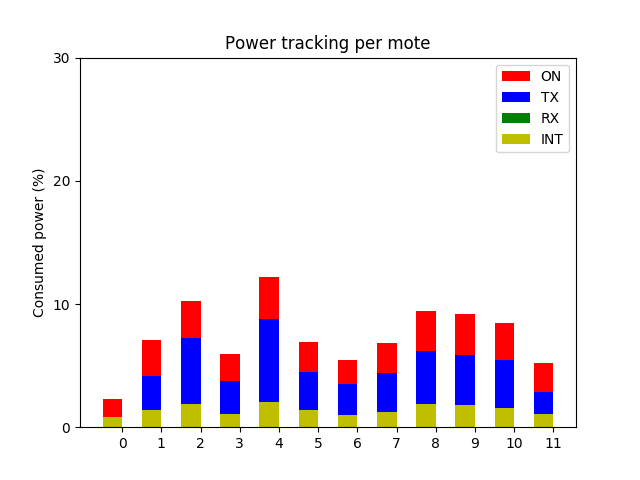 Power tracking per mote
ON
TX
RX
INT
Consumed power (%)
30
20
10
0
0 1 2 3 4 5 6 7 8 9 10 11